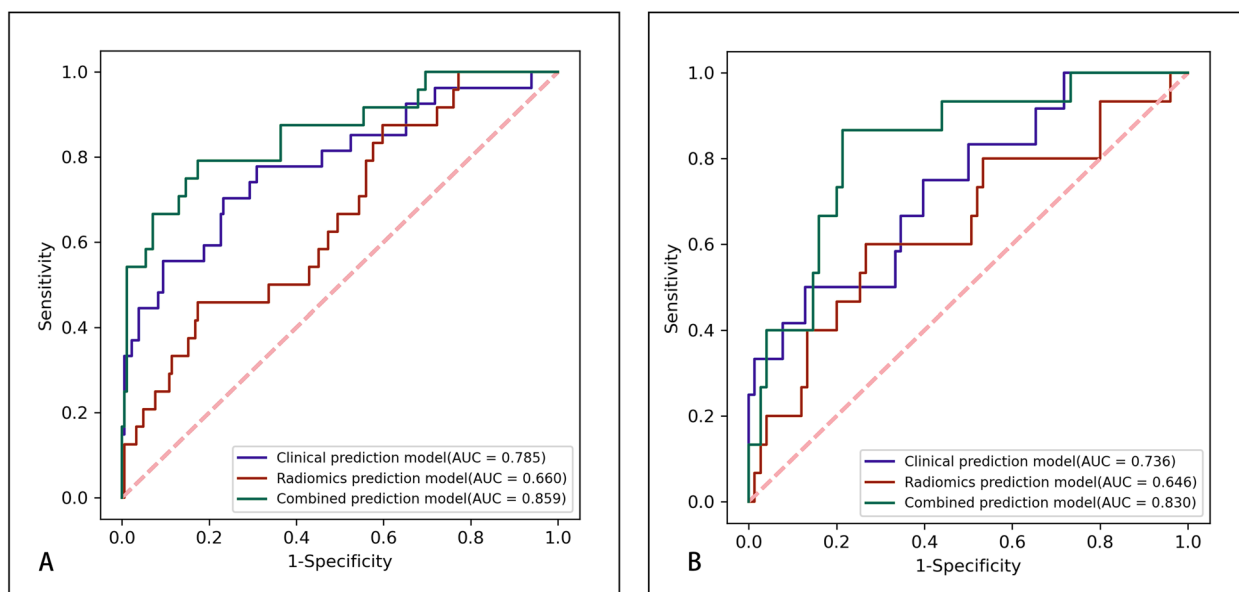 1.0
0.8
0.6
0.4
0.2
0.0
Sensitivity
Clinical prediction model(AUC = 0.785)
Radiomics prediction model(AUC = 0.660)
Combined prediction model(AUC = 0.859)
0.0 0.2 0.4 0.6 0.8 1.0
1-Specificity
A
1.0
0.8
0.6
0.4
0.2
0.0
Sensitivity
Clinical prediction model(AUC = 0.736)
Radiomics prediction model(AUC = 0.646)
Combined prediction model(AUC = 0.830)
0.0 0.2 0.4 0.6 0.8 1.0
1-Specificity
B